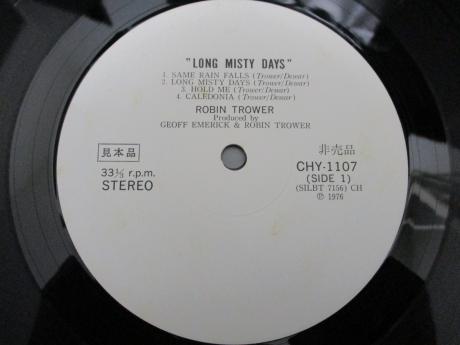 "LONG MISTY DAYS"
1. SAME RAIN FALLS (Trower/Dewar)
2. LONG MISTY DAYS (Trower/Dewar)
3. HOLD ME (Trower/Dewar)
4. CALEDONIA (Trower/Dewar)
ROBIN TROWER
Produced by
GEOFF EMERICK & ROBIN TROWER
見本品
33⅓ r.p.m.
STEREO
非売品
CHY-1107
(SIDE 1)
(SILBT 7156) CH
Ⓟ 1976